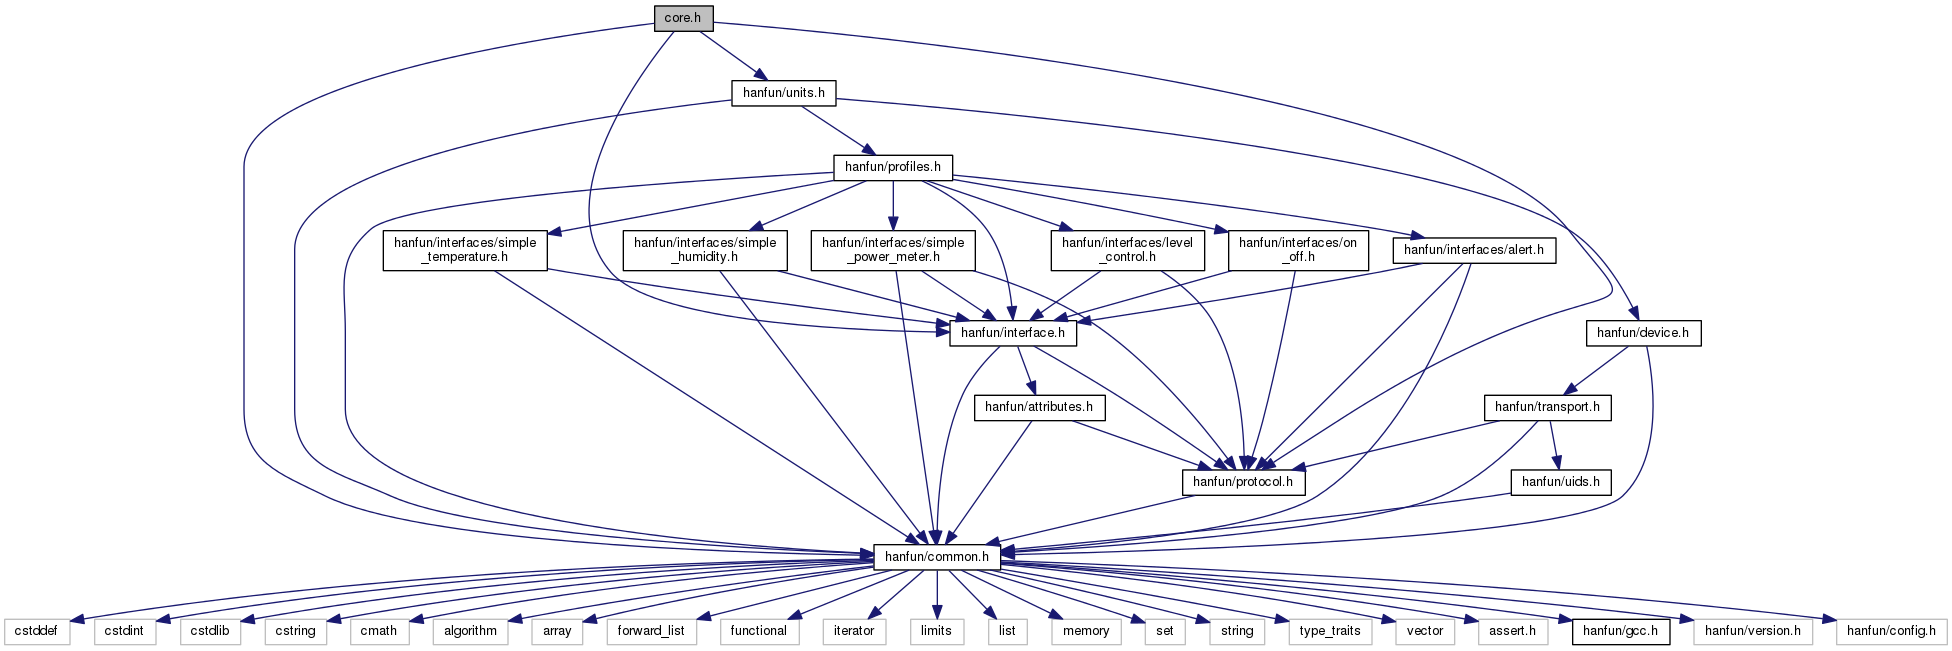 core.h
hanfun/units.h
hanfun/profiles.h
hanfun/interfaces/simple
_temperature.h
hanfun/interfaces/simple
_humidity.h
hanfun/interfaces/simple
_power_meter.h
hanfun/interfaces/level
_control.h
hanfun/interfaces/on
_off.h
hanfun/interfaces/alert.h
hanfun/interface.h
hanfun/device.h
hanfun/attributes.h
hanfun/transport.h
hanfun/protocol.h
hanfun/uids.h
hanfun/common.h
cstddef
cstdint
cstdlib
cstring
cmath
algorithm
array
forward_list
functional
iterator
limits
list
memory
set
string
type_traits
vector
assert.h
hanfun/gcc.h
hanfun/version.h
hanfun/config.h